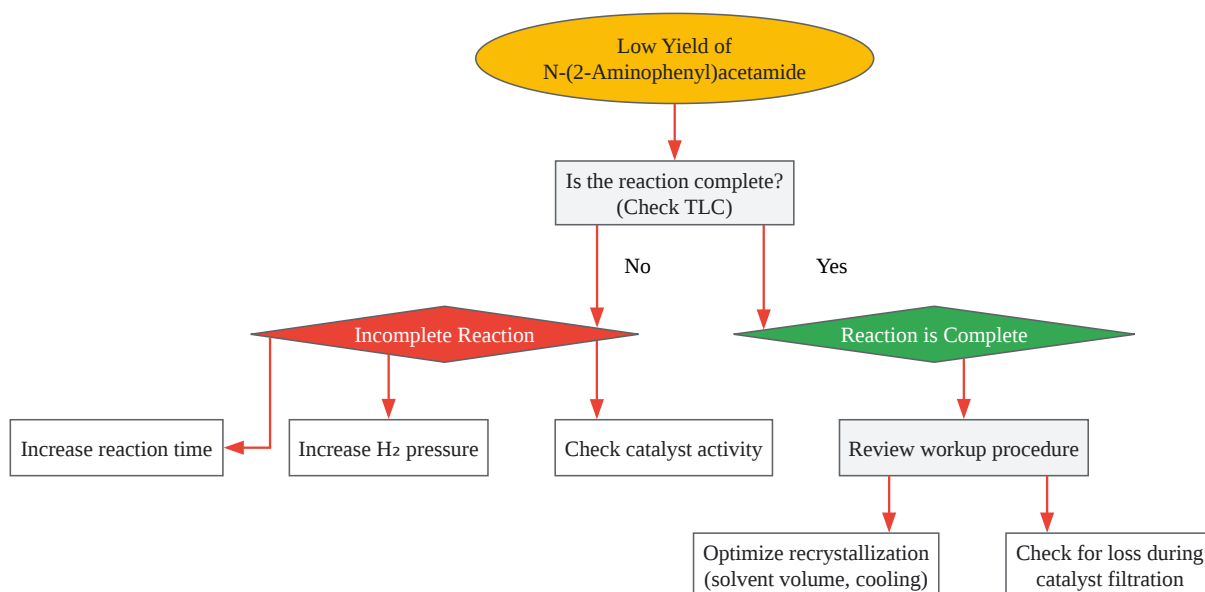 Low Yield of
N-(2-Aminophenyl)acetamide
Is the reaction complete?
(Check TLC)
No
Yes
Incomplete Reaction
Reaction is Complete
Increase reaction time
Increase H₂ pressure
Check catalyst activity
Review workup procedure
Optimize recrystallization
(solvent volume, cooling)
Check for loss during
catalyst filtration